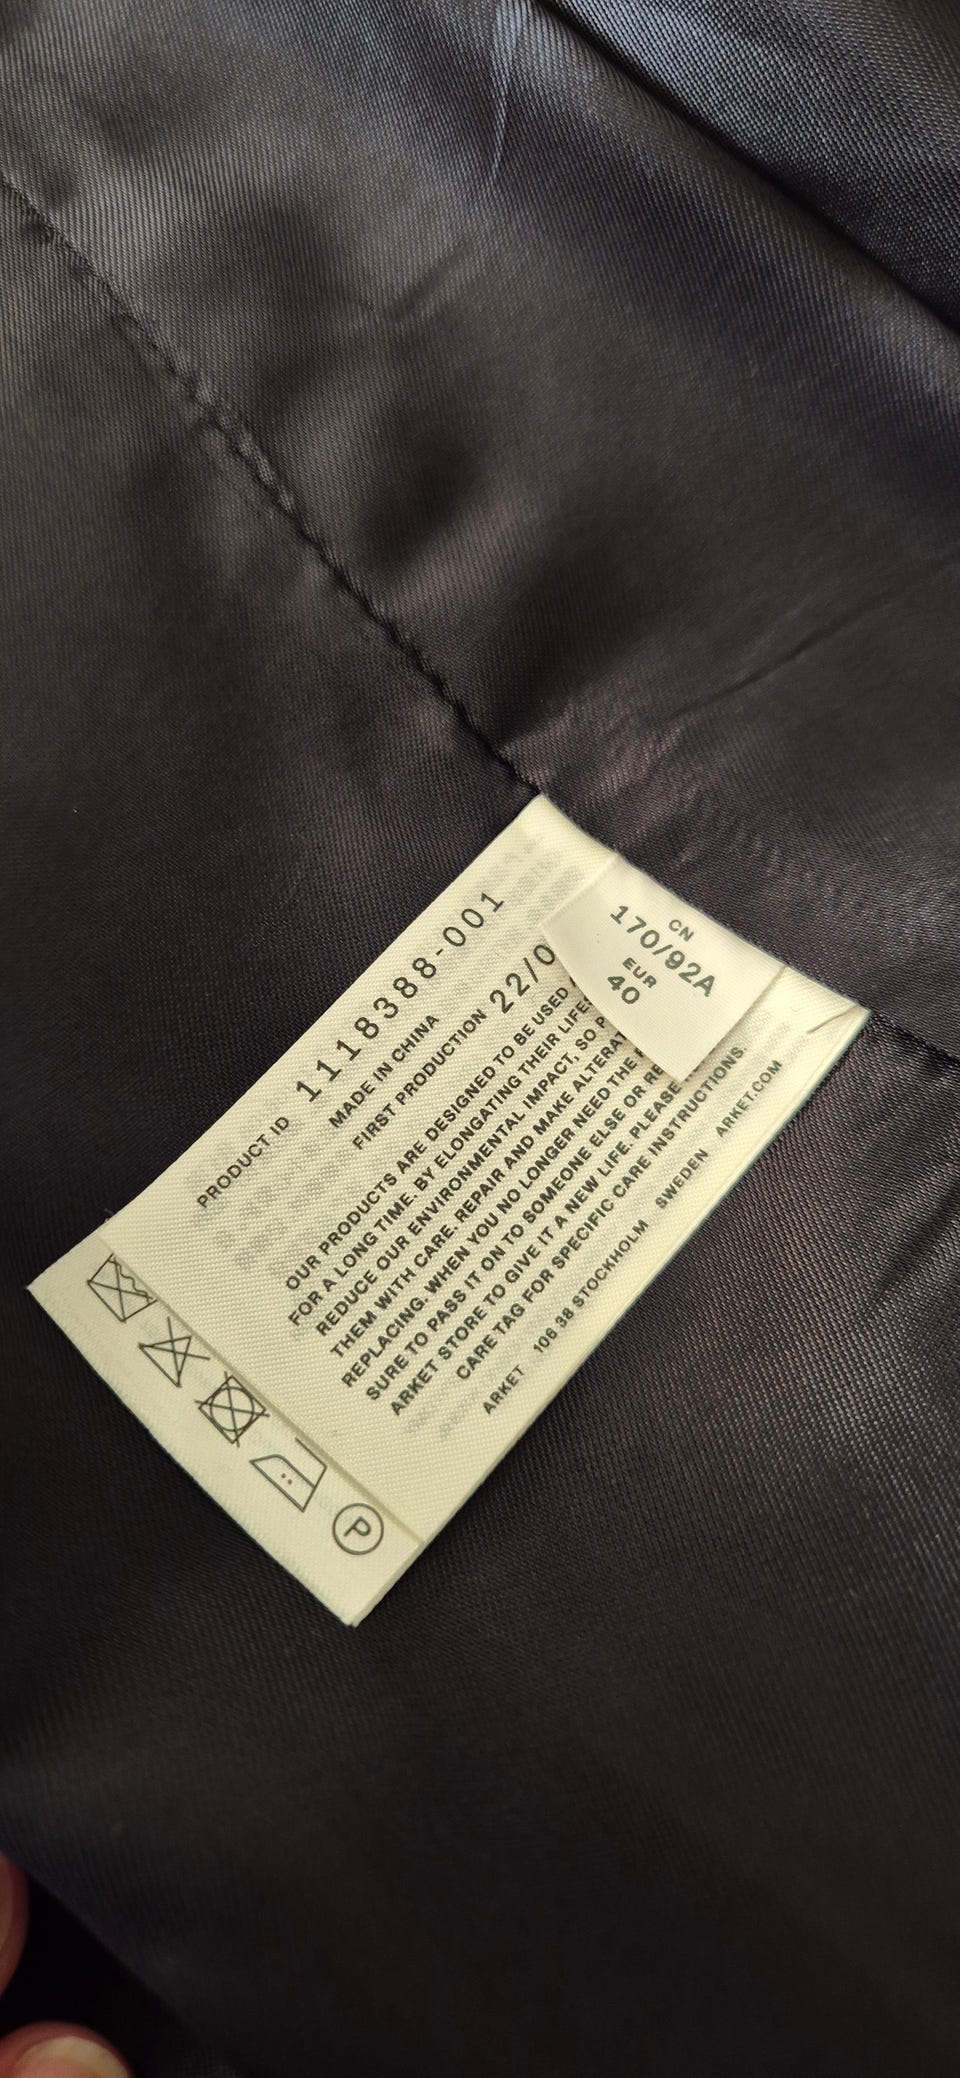 CN
170/92A
EUR
40
PRODUCT ID 1118388-001
MADE IN CHINA
FIRST PRODUCTION 22/0
OUR PRODUCTS ARE DESIGNED TO BE USED
FOR A LONG TIME. BY ELONGATING THEIR
REDUCE OUR ENVIRONMENTAL IMPACT, SO
THEM WITH CARE. REPAIR AND MAKE
REPLACING. WHEN YOU NO LONGER NEED THE
SURE TO PASS IT ON TO SOMEONE ELSE OR
ARKET STORE TO GIVE IT A NEW LIFE. PLEASE
CARE TAG FOR SPECIFIC CARE INSTRUCTIONS.
ARKET 106 38 STOCKHOLM SWEDEN ARKET.COM
P